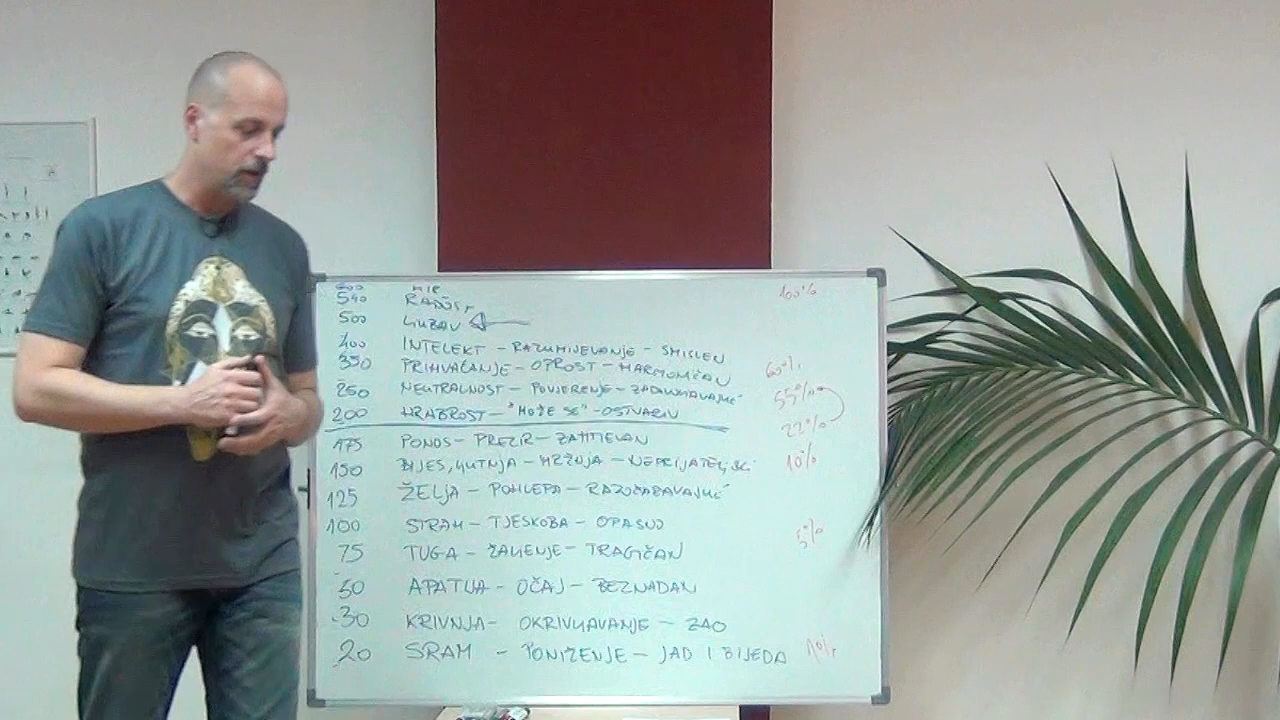 600 MIR 100%
540 RADOST
500 LJUBAV
400 INTELEKT - RAZUMIJEVANJE - SMISLEN
350 PRIHVAĆANJE - OPROST - HARMONIČAN 60%
250 NEUTRALNOST - POVJERENJE - 55%
200 HRABROST - "MOŽE SE" - OSTVARIV 22%
175 PONOS - PREZIR - ZAHTJEVAN
150 BIJES, LJUTNJA - MRŽNJA - NEPRIJATELJSKI 10%
125 ŽELJA - POHLEPA -
100 STRAH - TJESKOBA - OPASNO 5%
75 TUGA - ŽALJENJE - TRAGIČAN
50 APATIJA - OČAJ - BEZNADAN
30 KRIVNJA - OKRIVLJAVANJE - ZAO
20 SRAM - PONIŽENJE - JAD I BIJEDA